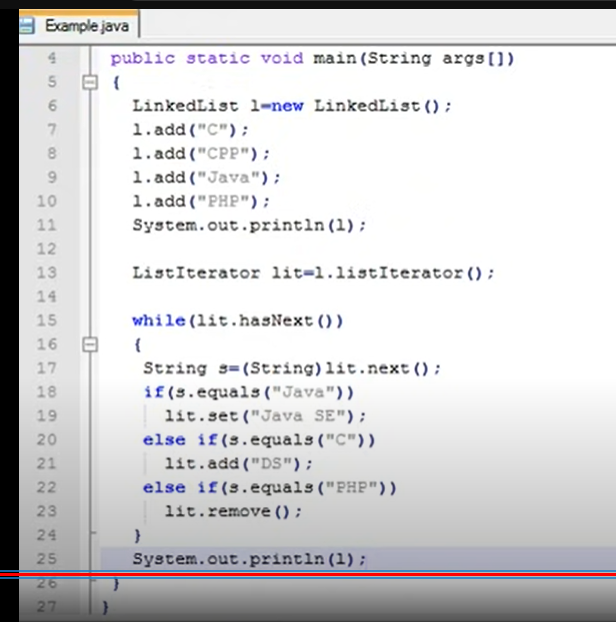 Example.java
4 public static void main(String args[])
5 {
6 LinkedList l=new LinkedList();
7 l.add("C");
8 l.add("CPP");
9 l.add("Java");
10 l.add("PHP");
11 System.out.println(l);
12
13 ListIterator lit=l.listIterator();
14
15 while(lit.hasNext())
16 {
17 String s=(String)lit.next();
18 if(s.equals("Java"))
19 lit.set("Java SE");
20 else if(s.equals("C"))
21 lit.add("DS");
22 else if(s.equals("PHP"))
23 lit.remove();
24 }
25 System.out.println(l);
26 }
27 }